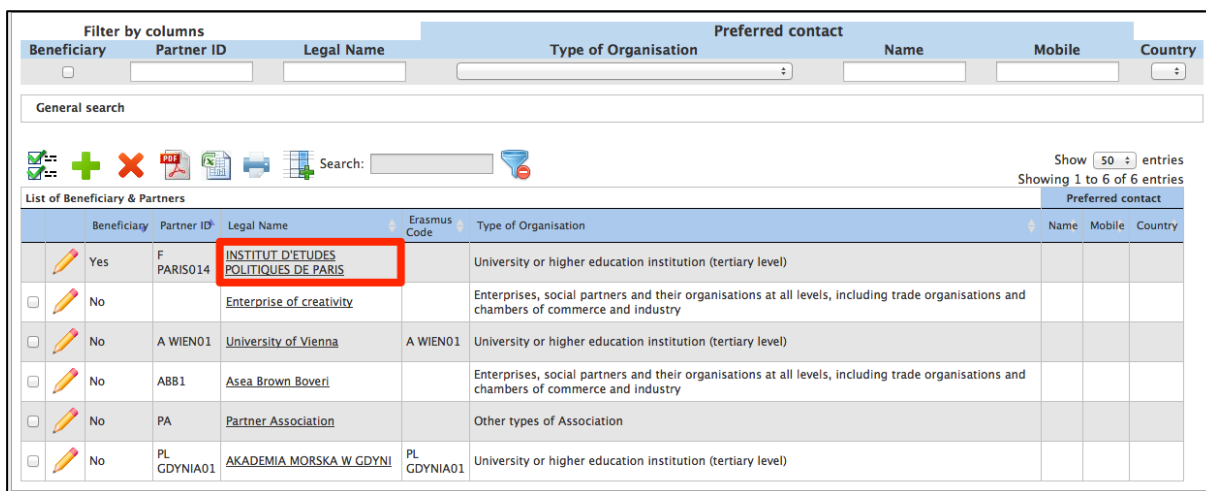 Filter by columns Preferred contact
Beneficiary Partner ID Legal Name Type of Organisation Name Mobile Country
General search
PDF
Search:
Show 50 entries
Showing 1 to 6 of 6 entries
List of Beneficiary & Partners Preferred contact
Beneficiary Partner ID Legal Name Erasmus Code Type of Organisation Name Mobile Country
Yes F PARIS014 INSTITUT D'ETUDES POLITIQUES DE PARIS University or higher education institution (tertiary level)
No Enterprise of creativity Enterprises, social partners and their organisations at all levels, including trade organisations and chambers of commerce and industry
No A WIEN01 University of Vienna A WIEN01 University or higher education institution (tertiary level)
No ABB1 Asea Brown Boveri Enterprises, social partners and their organisations at all levels, including trade organisations and chambers of commerce and industry
No PA Partner Association Other types of Association
No PL GDYNIA01 AKADEMIA MORSKA W GDYNI PL GDYNIA01 University or higher education institution (tertiary level)